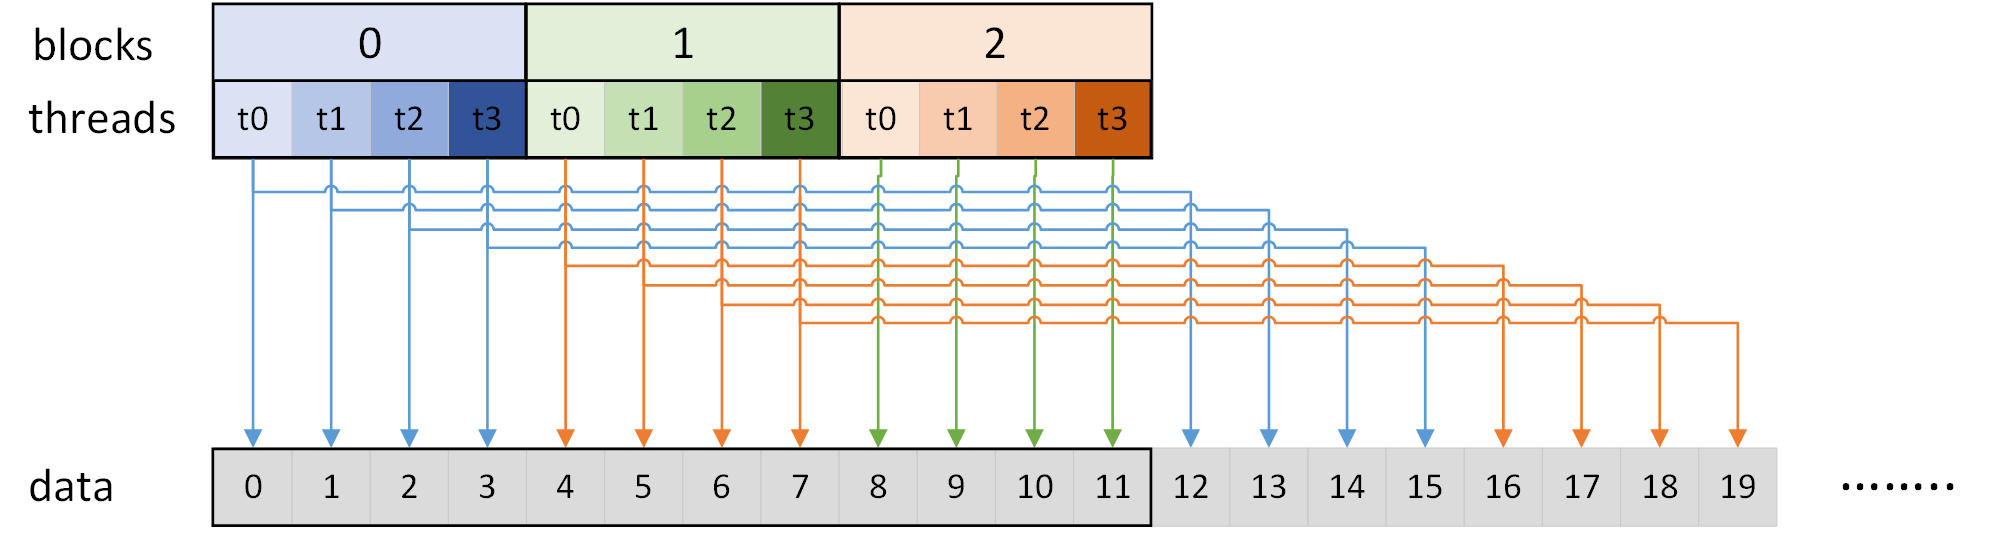 blocks 0 1 2
threads t0 t1 t2 t3 t0 t1 t2 t3 t0 t1 t2 t3
data 0 1 2 3 4 5 6 7 8 9 10 11 12 13 14 15 16 17 18 19 ………